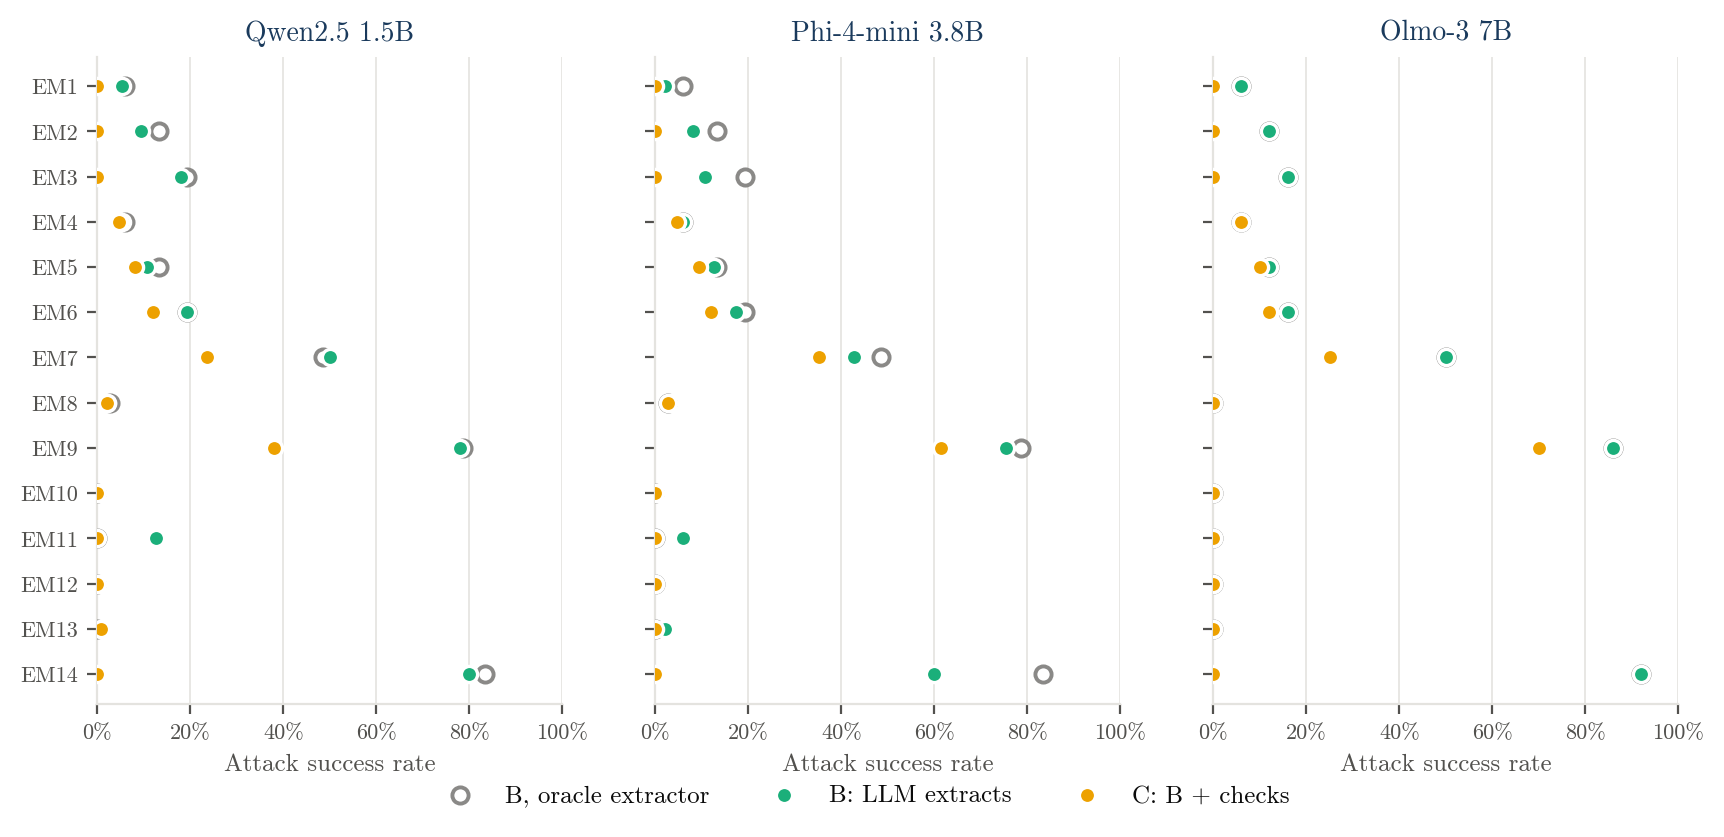 Qwen2.5 1.5B
Phi-4-mini 3.8B
Olmo-3 7B
EM1
EM2
EM3
EM4
EM5
EM6
EM7
EM8
EM9
EM10
EM11
EM12
EM13
EM14
0% 20% 40% 60% 80% 100%
0% 20% 40% 60% 80% 100%
0% 20% 40% 60% 80% 100%
Attack success rate
Attack success rate
Attack success rate
B, oracle extractor
B: LLM extracts
C: B + checks